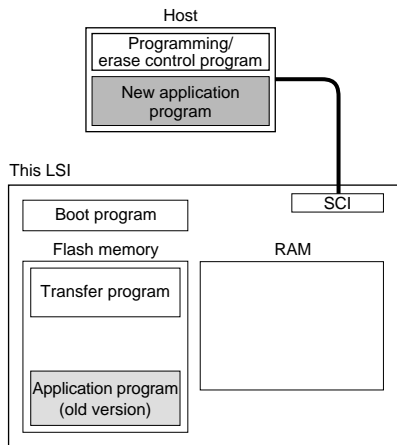 Host
Programming/
erase control program
New application
program
This LSI
SCI
Boot program
Flash memory
RAM
Transfer program
Application program
(old version)